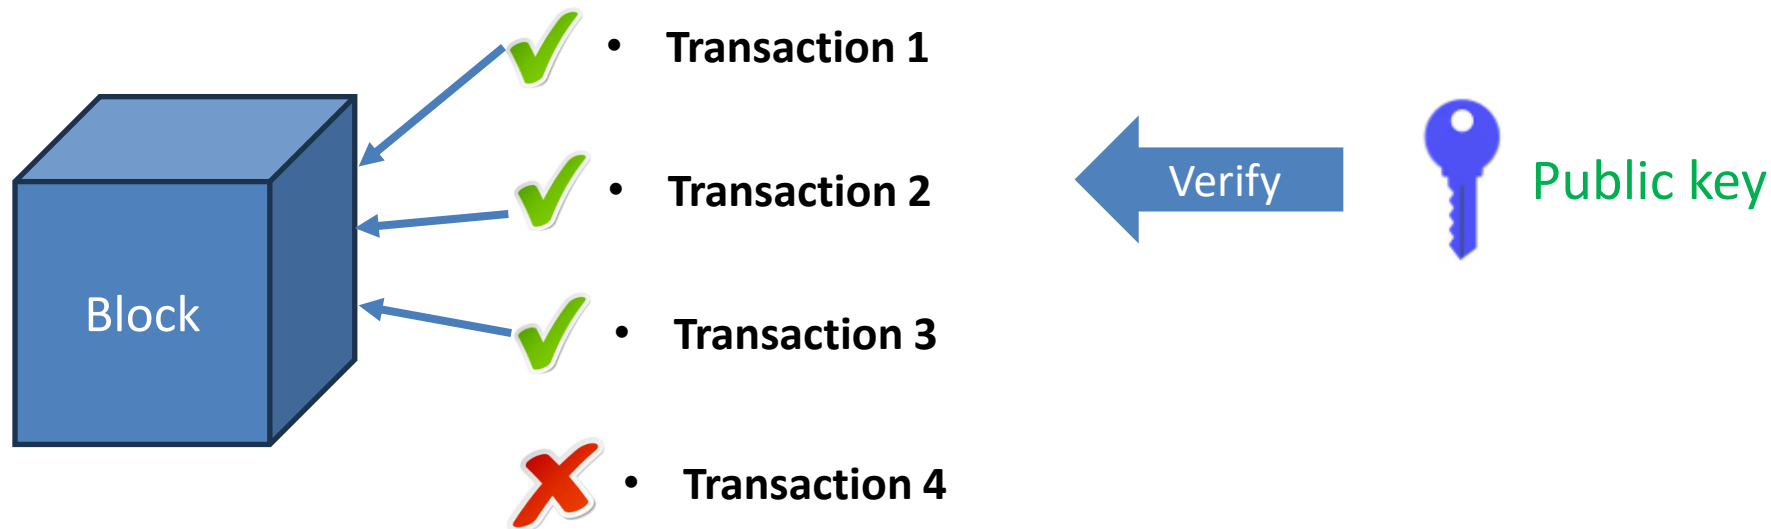 • Transaction 1
• Transaction 2
Verify
Public key
Block
• Transaction 3
• Transaction 4